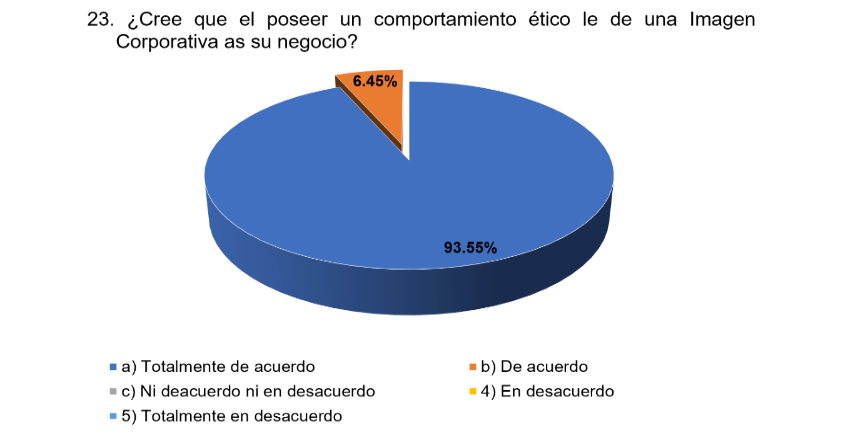 23. ¿Cree que el poseer un comportamiento ético le de una Imagen
Corporativa as su negocio?
6.45%
93.55%
a) Totalmente de acuerdo
b) De acuerdo
c) Ni deacuerdo ni en desacuerdo
4) En desacuerdo
5) Totalmente en desacuerdo